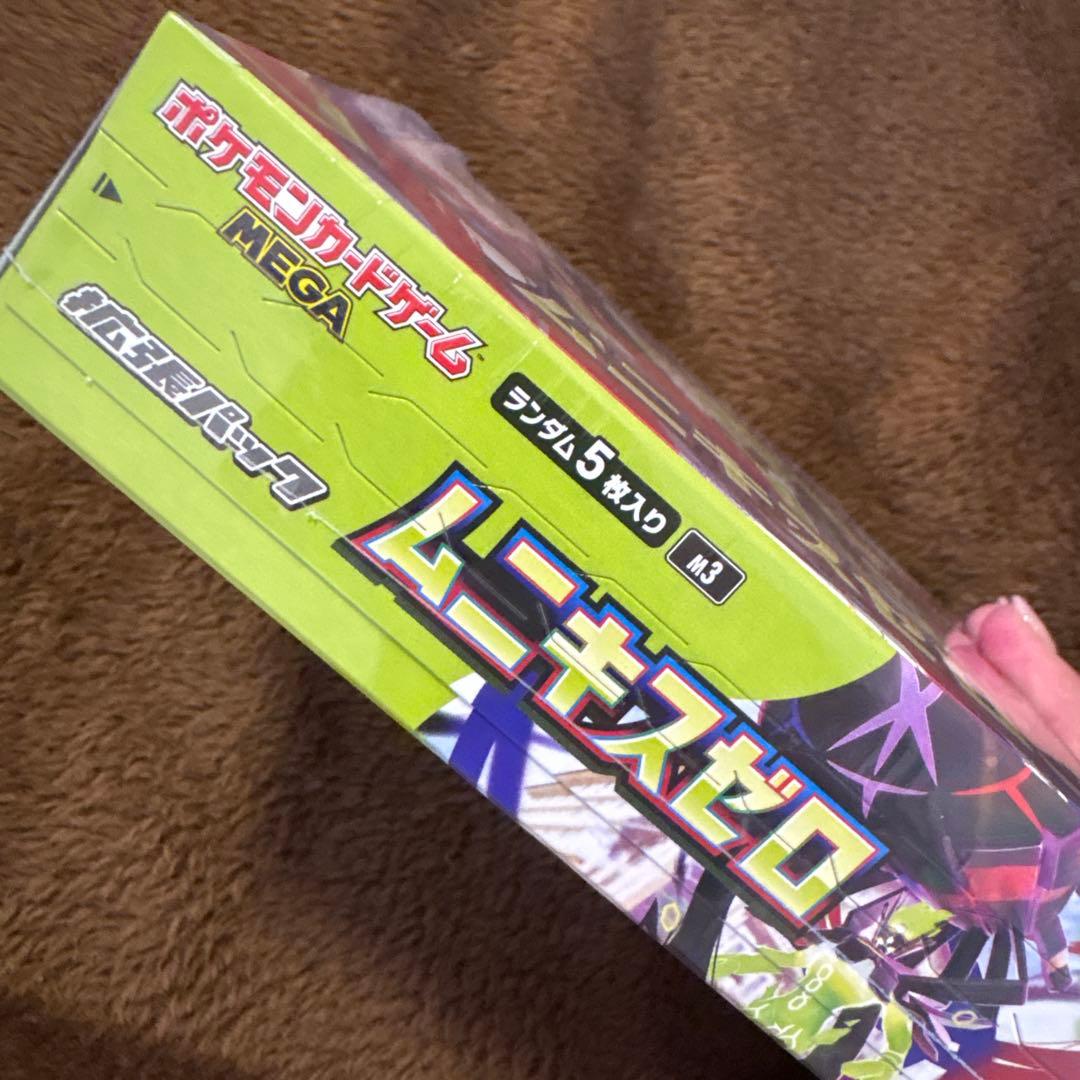 ポケモンカードゲーム
MEGA
拡張パック
ランダム5枚入り
M3
ムニキスゼロ